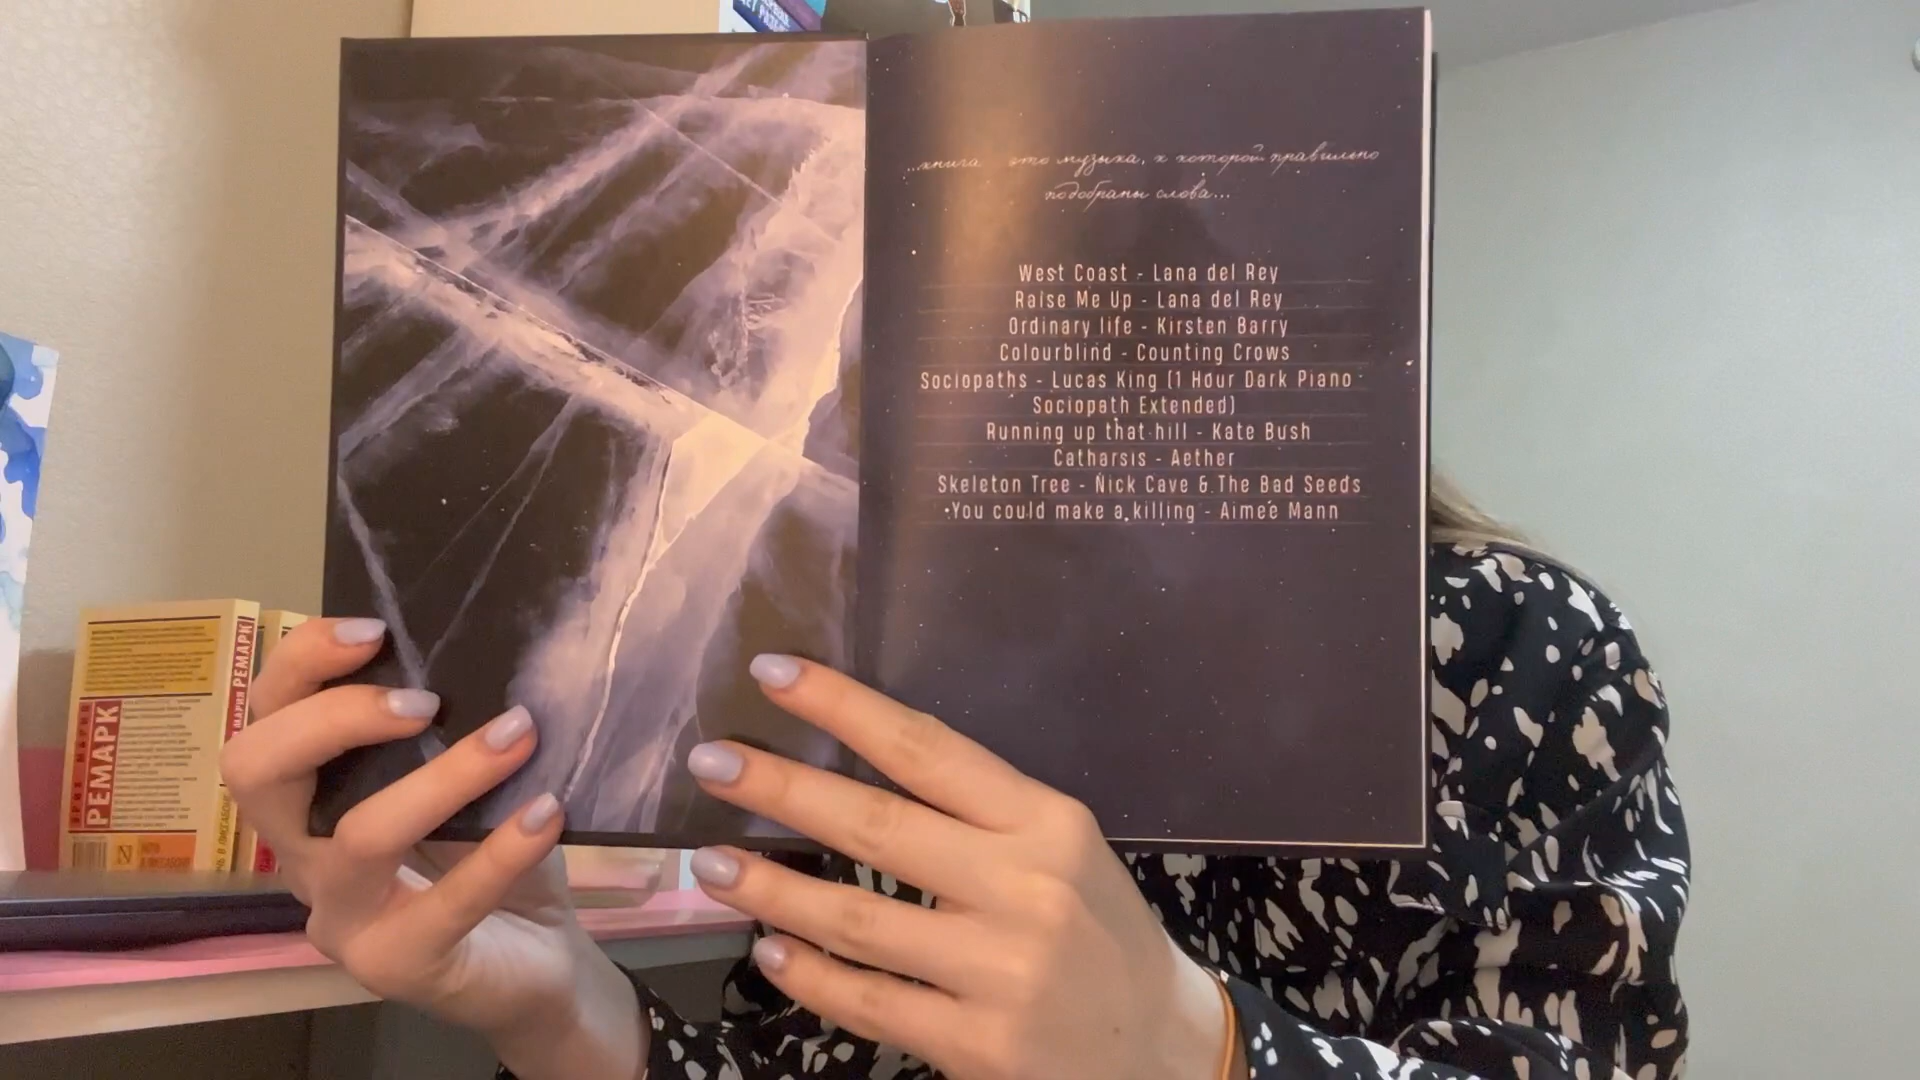 ...книга это музыка, к которой правильно
подобраны слова...
West Coast - Lana del Rey
Raise Me Up - Lana del Rey
Ordinary life - Kirsten Barry
Colourblind - Counting Crows
Sociopaths - Lucas King (1 Hour Dark Piano
Sociopath Extended)
Running up that hill - Kate Bush
Catharsis - Aether
Skeleton Tree - Nick Cave & The Bad Seeds
You could make a killing - Aimee Mann
РЕМАРК
МАРИЯ РЕМАРК